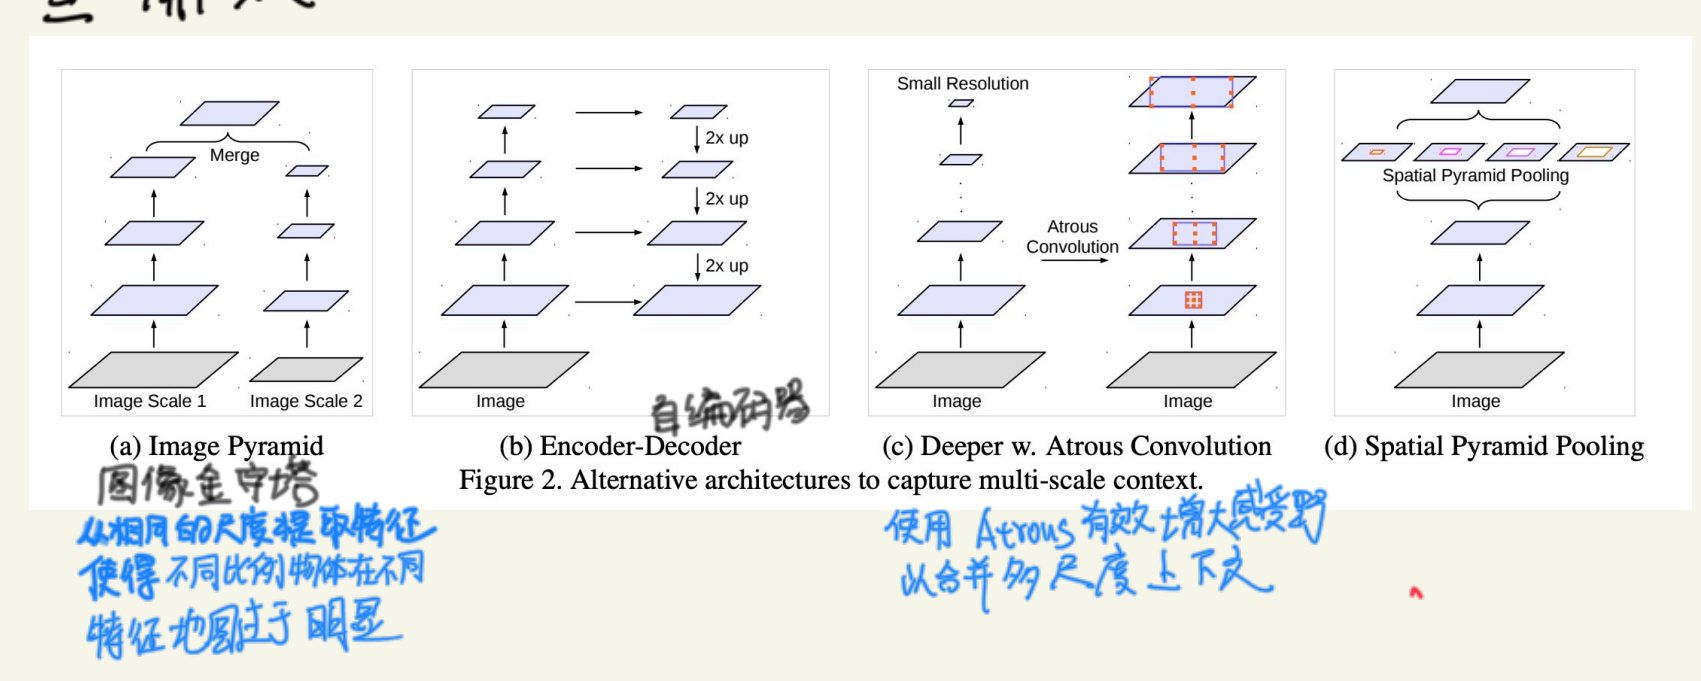 Small Resolution
Merge
2x up
2x up
2x up
Atrous
Convolution
Spatial Pyramid Pooling
Image Scale 1
Image Scale 2
Image
Image
Image
Image
自编码器
(a) Image Pyramid
(b) Encoder-Decoder
(c) Deeper w. Atrous Convolution
(d) Spatial Pyramid Pooling
图像金字塔
Figure 2. Alternative architectures to capture multi-scale context.
从相同的尺度提取特征
使得不同比例物体在不同
特征地图 于明显
使用 Atrous 有效增大感受野
以合并多尺度上下文